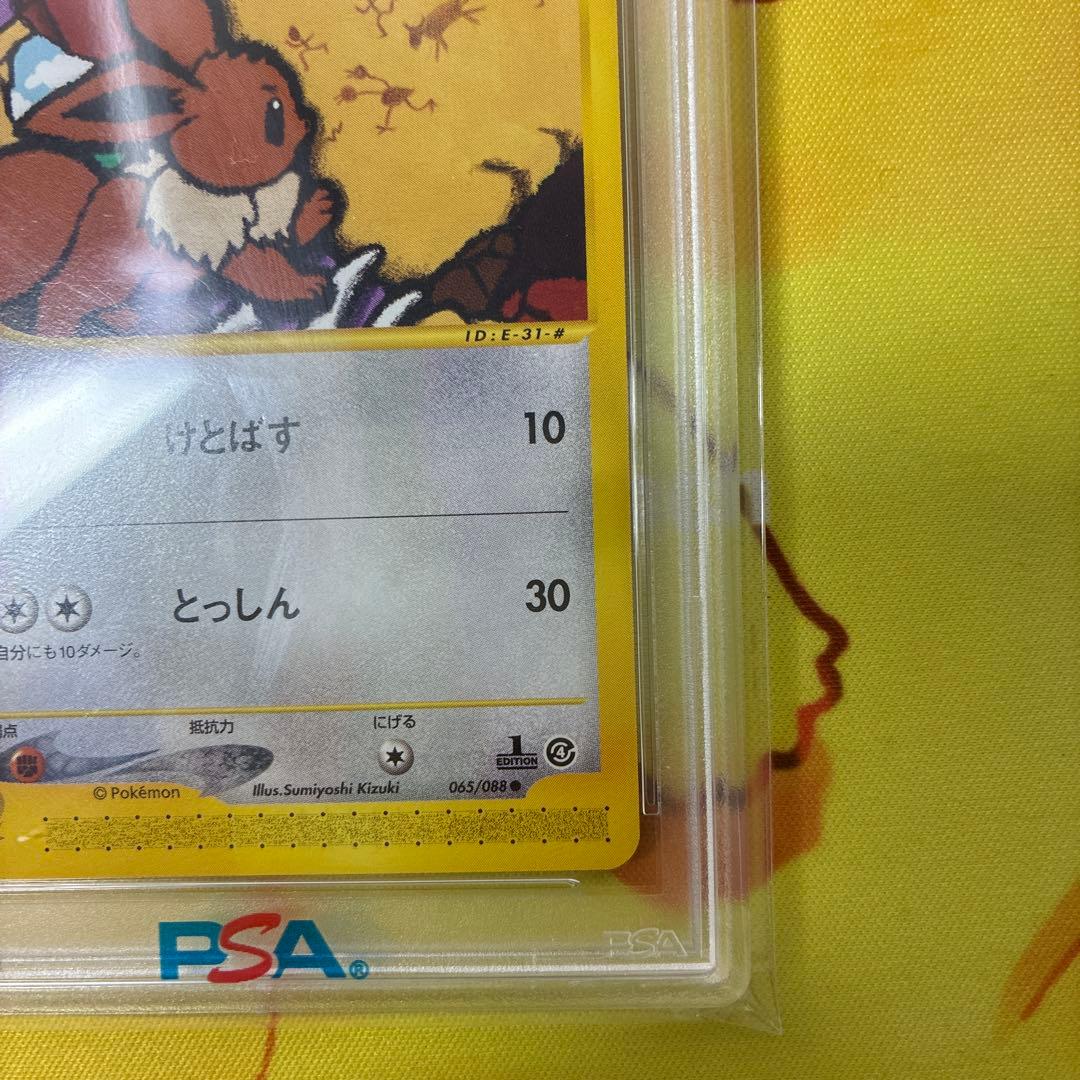 ID:E-31-#
けとばす 10
とっしん 30
自分にも10ダメージ。
弱点 抵抗力 にげる
1 EDITION 4
© Pokémon Illus.Sumiyoshi Kizuki 065/088
PSA®
PSA